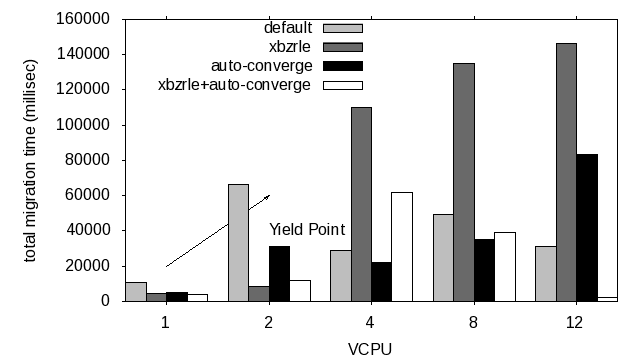 160000
140000
120000
100000
80000
60000
40000
20000
0
total migration time (millisec)
default
xbzrle
auto-converge
xbzrle+auto-converge
Yield Point
1 2 4 8 12
VCPU